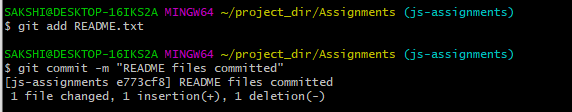 SAKSHI@DESKTOP-16IKS2A MINGW64 ~/project_dir/Assignments (js-assignments)
$ git add README.txt
SAKSHI@DESKTOP-16IKS2A MINGW64 ~/project_dir/Assignments (js-assignments)
$ git commit -m "README files committed"
[js-assignments e773cf8] README files committed
1 file changed, 1 insertion(+), 1 deletion(-)